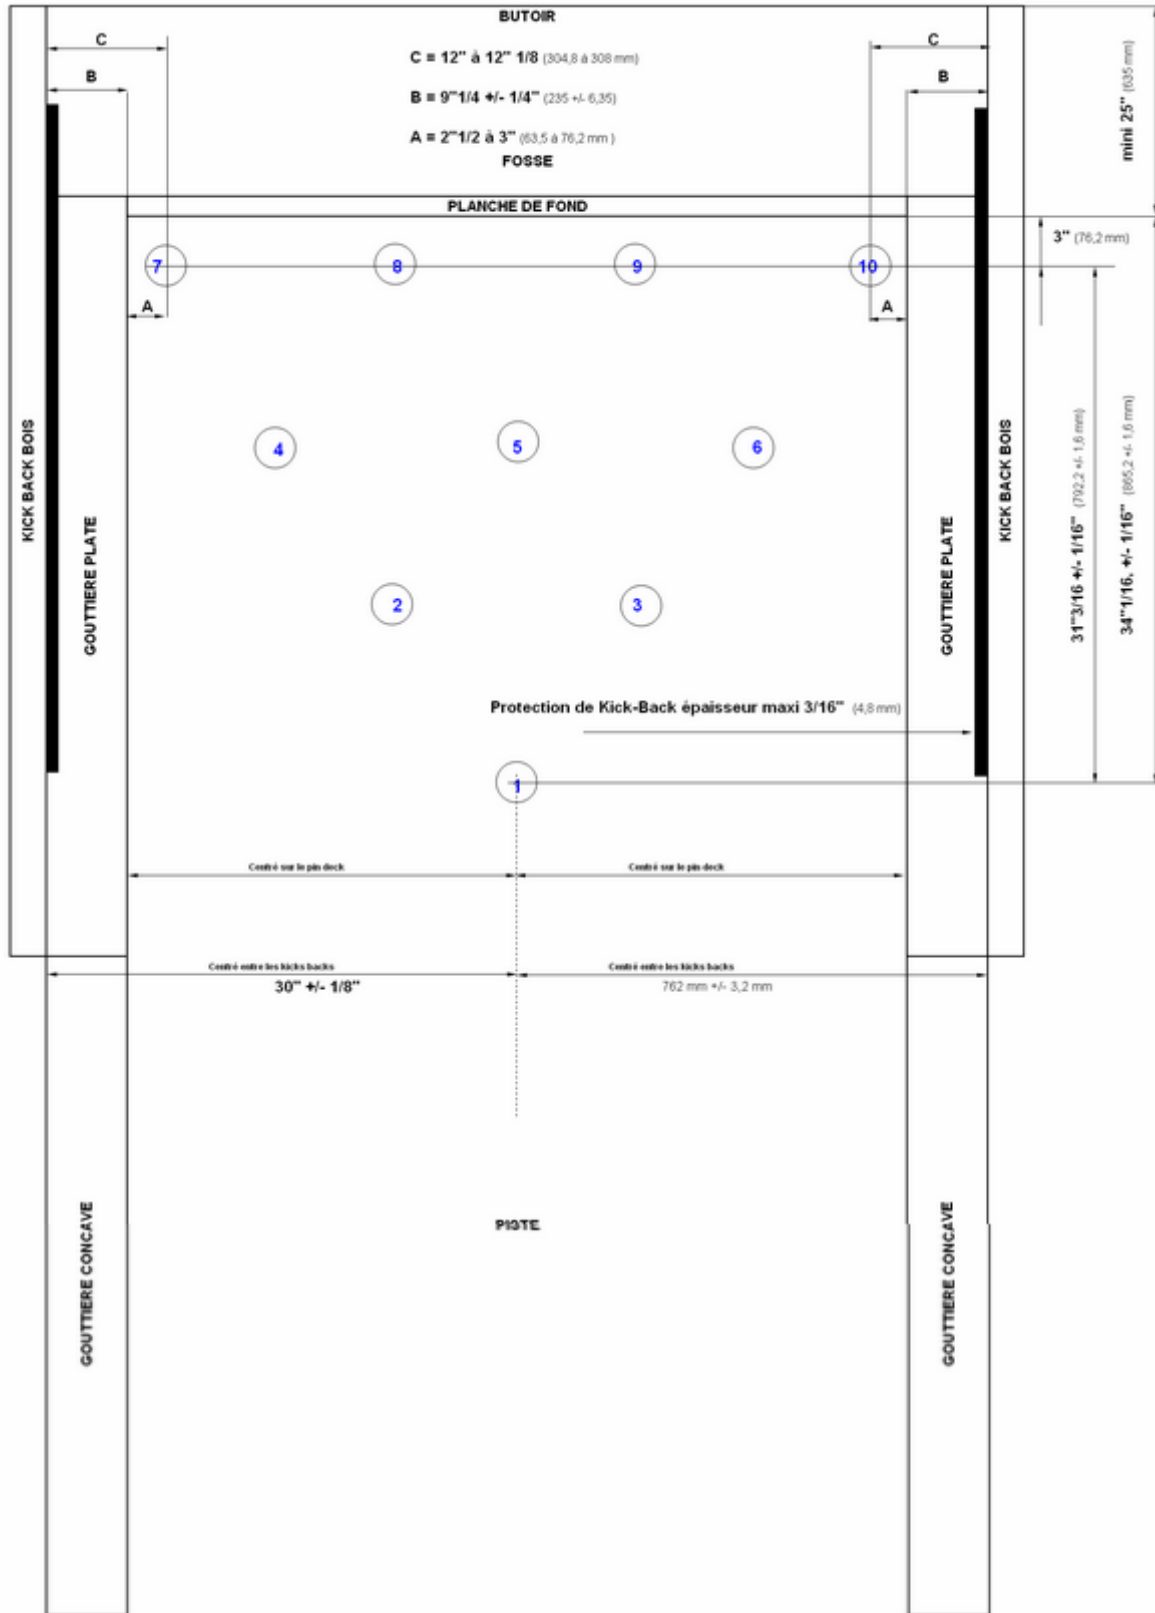 BUTOIR
C
C
C = 12" à 12" 1/8 (304,8 à 308 mm)
B
B
B = 9"1/4 +/- 1/4" (235 +/- 6,35)
mini 25" (635 mm)
A = 2"1/2 à 3" (63,5 à 76,2 mm )
FOSSE
PLANCHE DE FOND
3" (76,2 mm)
7
8
9
10
A
A
4
5
6
KICK BACK BOIS
GOUTTIERE PLATE
GOUTTIERE PLATE
KICK BACK BOIS
31"3/16 +/- 1/16" (792,2 +/- 1,6 mm)
34"1/16, +/- 1/16" (865,2 +/- 1,6 mm)
2
3
Protection de Kick-Back épaisseur maxi 3/16" (4,8 mm)
1
Centré sur le pin deck
Centré sur le pin deck
Centré entre les kicks backs
Centré entre les kicks backs
30" +/- 1/8"
762 mm +/- 3,2 mm
PISTE
GOUTTIERE CONCAVE
GOUTTIERE CONCAVE